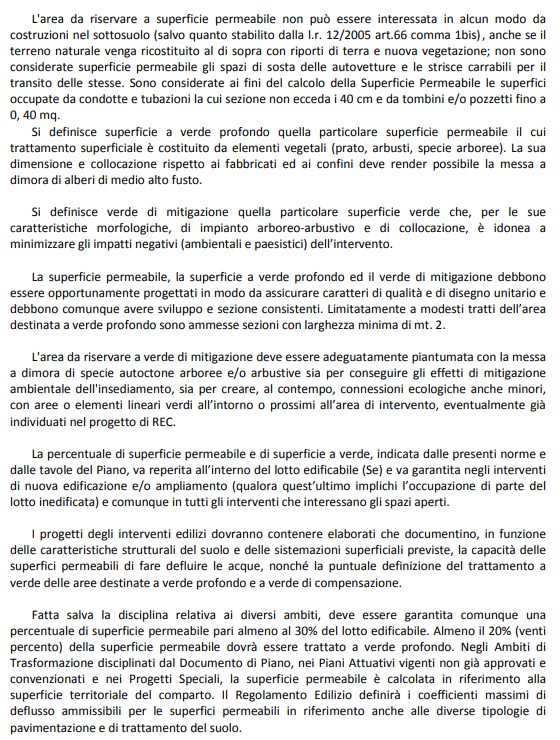 L'area da riservare a superficie permeabile non può essere interessata in alcun modo da
costruzioni nel sottosuolo (salvo quanto stabilito dalla l.r. 12/2005 art.66 comma 1bis), anche se il
terreno naturale venga ricostituito al di sopra con riporti di terra e nuova vegetazione; non sono
considerate superficie permeabile gli spazi di sosta delle autovetture e le strisce carrabili per il
transito delle stesse. Sono considerate ai fini del calcolo della Superficie Permeabile le superfici
occupate da condotte e tubazioni la cui sezione non ecceda i 40 cm e da tombini e/o pozzetti fino a
0, 40 mq.
Si definisce superficie a verde profondo quella particolare superficie permeabile il cui
trattamento superficiale è costituito da elementi vegetali (prato, arbusti, specie arboree). La sua
dimensione e collocazione rispetto ai fabbricati ed ai confini deve render possibile la messa a
dimora di alberi di medio alto fusto.
Si definisce verde di mitigazione quella particolare superficie verde che, per le sue
caratteristiche morfologiche, di impianto arboreo-arbustivo e di collocazione, è idonea a
minimizzare gli impatti negativi (ambientali e paesistici) dell'intervento.
La superficie permeabile, la superficie a verde profondo ed il verde di mitigazione debbono
essere opportunamente progettati in modo da assicurare caratteri di qualità e di disegno unitario e
debbono comunque avere sviluppo e sezione consistenti. Limitatamente a modesti tratti dell'area
destinata a verde profondo sono ammesse sezioni con larghezza minima di mt. 2.
L'area da riservare a verde di mitigazione deve essere adeguatamente piantumata con la messa
a dimora di specie autoctone arboree e/o arbustive sia per conseguire gli effetti di mitigazione
ambientale dell'insediamento, sia per creare, al contempo, connessioni ecologiche anche minori,
con aree o elementi lineari verdi all'intorno o prossimi all'area di intervento, eventualmente già
individuati nel progetto di REC.
La percentuale di superficie permeabile e di superficie a verde, indicata dalle presenti norme e
dalle tavole del Piano, va reperita all'interno del lotto edificabile (Se) e va garantita negli interventi
di nuova edificazione e/o ampliamento (qualora quest'ultimo implichi l'occupazione di parte del
lotto inedificata) e comunque in tutti gli interventi che interessano gli spazi aperti.
I progetti degli interventi edilizi dovranno contenere elaborati che documentino, in funzione
delle caratteristiche strutturali del suolo e delle sistemazioni superficiali previste, la capacità delle
superfici permeabili di fare defluire le acque, nonché la puntuale definizione del trattamento a
verde delle aree destinate a verde profondo e a verde di compensazione.
Fatta salva la disciplina relativa ai diversi ambiti, deve essere garantita comunque una
percentuale di superficie permeabile pari almeno al 30% del lotto edificabile. Almeno il 20% (venti
percento) della superficie permeabile dovrà essere trattato a verde profondo. Negli Ambiti di
Trasformazione disciplinati dal Documento di Piano, nei Piani Attuativi vigenti non già approvati e
convenzionati e nei Progetti Speciali, la superficie permeabile è calcolata in riferimento alla
superficie territoriale del comparto. Il Regolamento Edilizio definirà i coefficienti massimi di
deflusso ammissibili per le superfici permeabili in riferimento anche alle diverse tipologie di
pavimentazione e di trattamento del suolo.